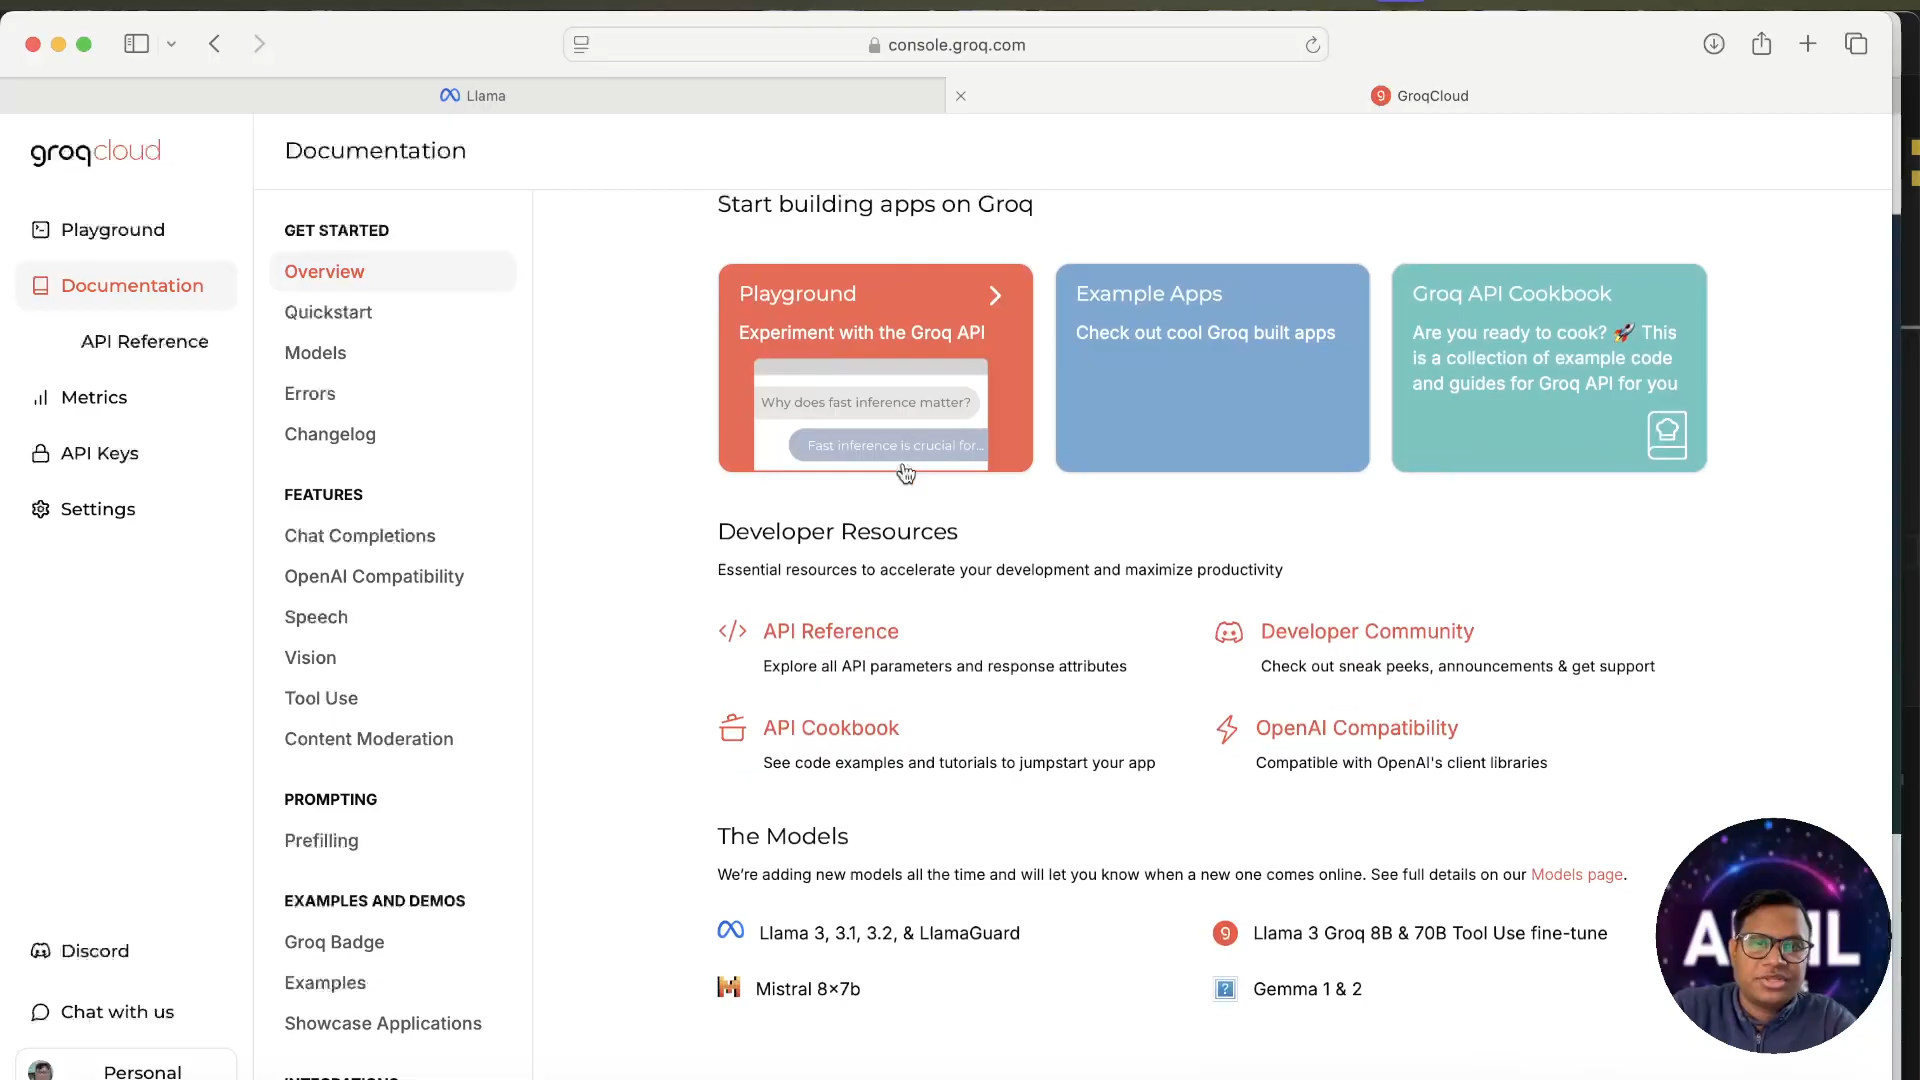 console.groq.com
Llama
GroqCloud
groqcloud
Playground
Documentation
API Reference
Metrics
API Keys
Settings
Discord
Chat with us
Personal
Documentation
GET STARTED
Overview
Quickstart
Models
Errors
Changelog
FEATURES
Chat Completions
OpenAI Compatibility
Speech
Vision
Tool Use
Content Moderation
PROMPTING
Prefilling
EXAMPLES AND DEMOS
Groq Badge
Examples
Showcase Applications
Start building apps on Groq
Playground
Experiment with the Groq API
Why does fast inference matter?
Fast inference is crucial for...
Example Apps
Check out cool Groq built apps
Groq API Cookbook
Are you ready to cook? 🚀 This
is a collection of example code
and guides for Groq API for you
Developer Resources
Essential resources to accelerate your development and maximize productivity
API Reference
Explore all API parameters and response attributes
Developer Community
Check out sneak peeks, announcements & get support
API Cookbook
See code examples and tutorials to jumpstart your app
OpenAI Compatibility
Compatible with OpenAI's client libraries
The Models
We're adding new models all the time and will let you know when a new one comes online. See full details on our Models page.
Llama 3, 3.1, 3.2, & LlamaGuard
Llama 3 Groq 8B & 70B Tool Use fine-tune
Mistral 8x7b
Gemma 1 & 2